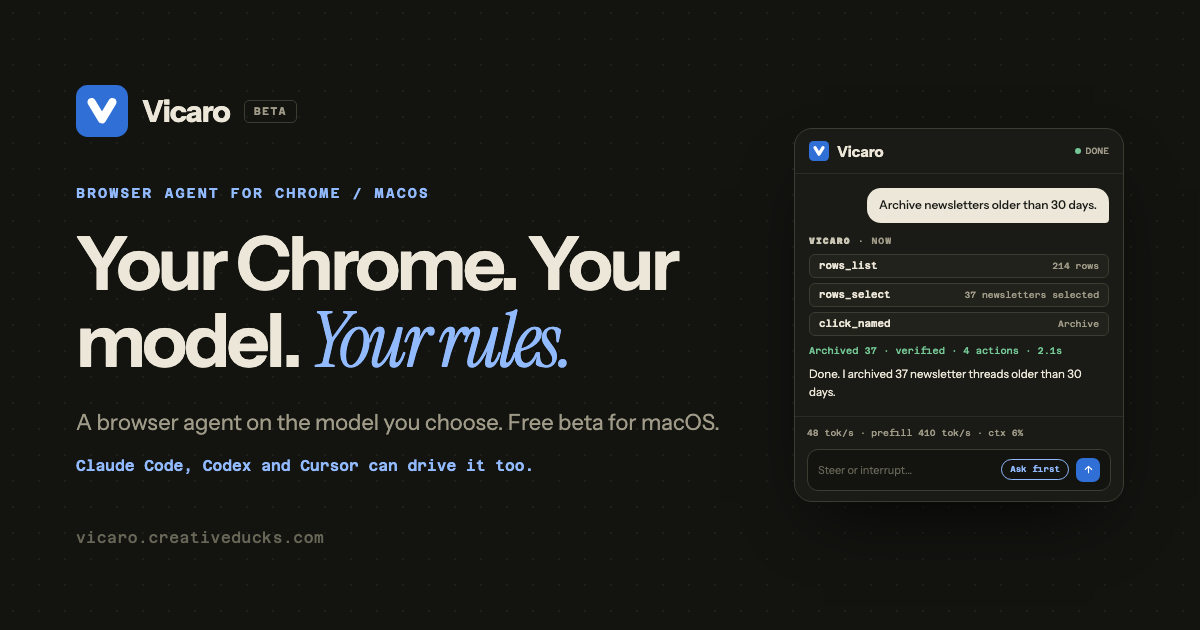 Vicaro BETA
BROWSER AGENT FOR CHROME / MACOS
Your Chrome. Your
model. Your rules.
A browser agent on the model you choose. Free beta for macOS.
Claude Code, Codex and Cursor can drive it too.
vicaro.creativeducks.com
Vicaro DONE
Archive newsletters older than 30 days.
VICARO · NOW
rows_list 214 rows
rows_select 37 newsletters selected
click_named Archive
Archived 37 · verified · 4 actions · 2.1s
Done. I archived 37 newsletter threads older than 30
days.
48 tok/s · prefill 410 tok/s · ctx 6%
Steer or interrupt... Ask first